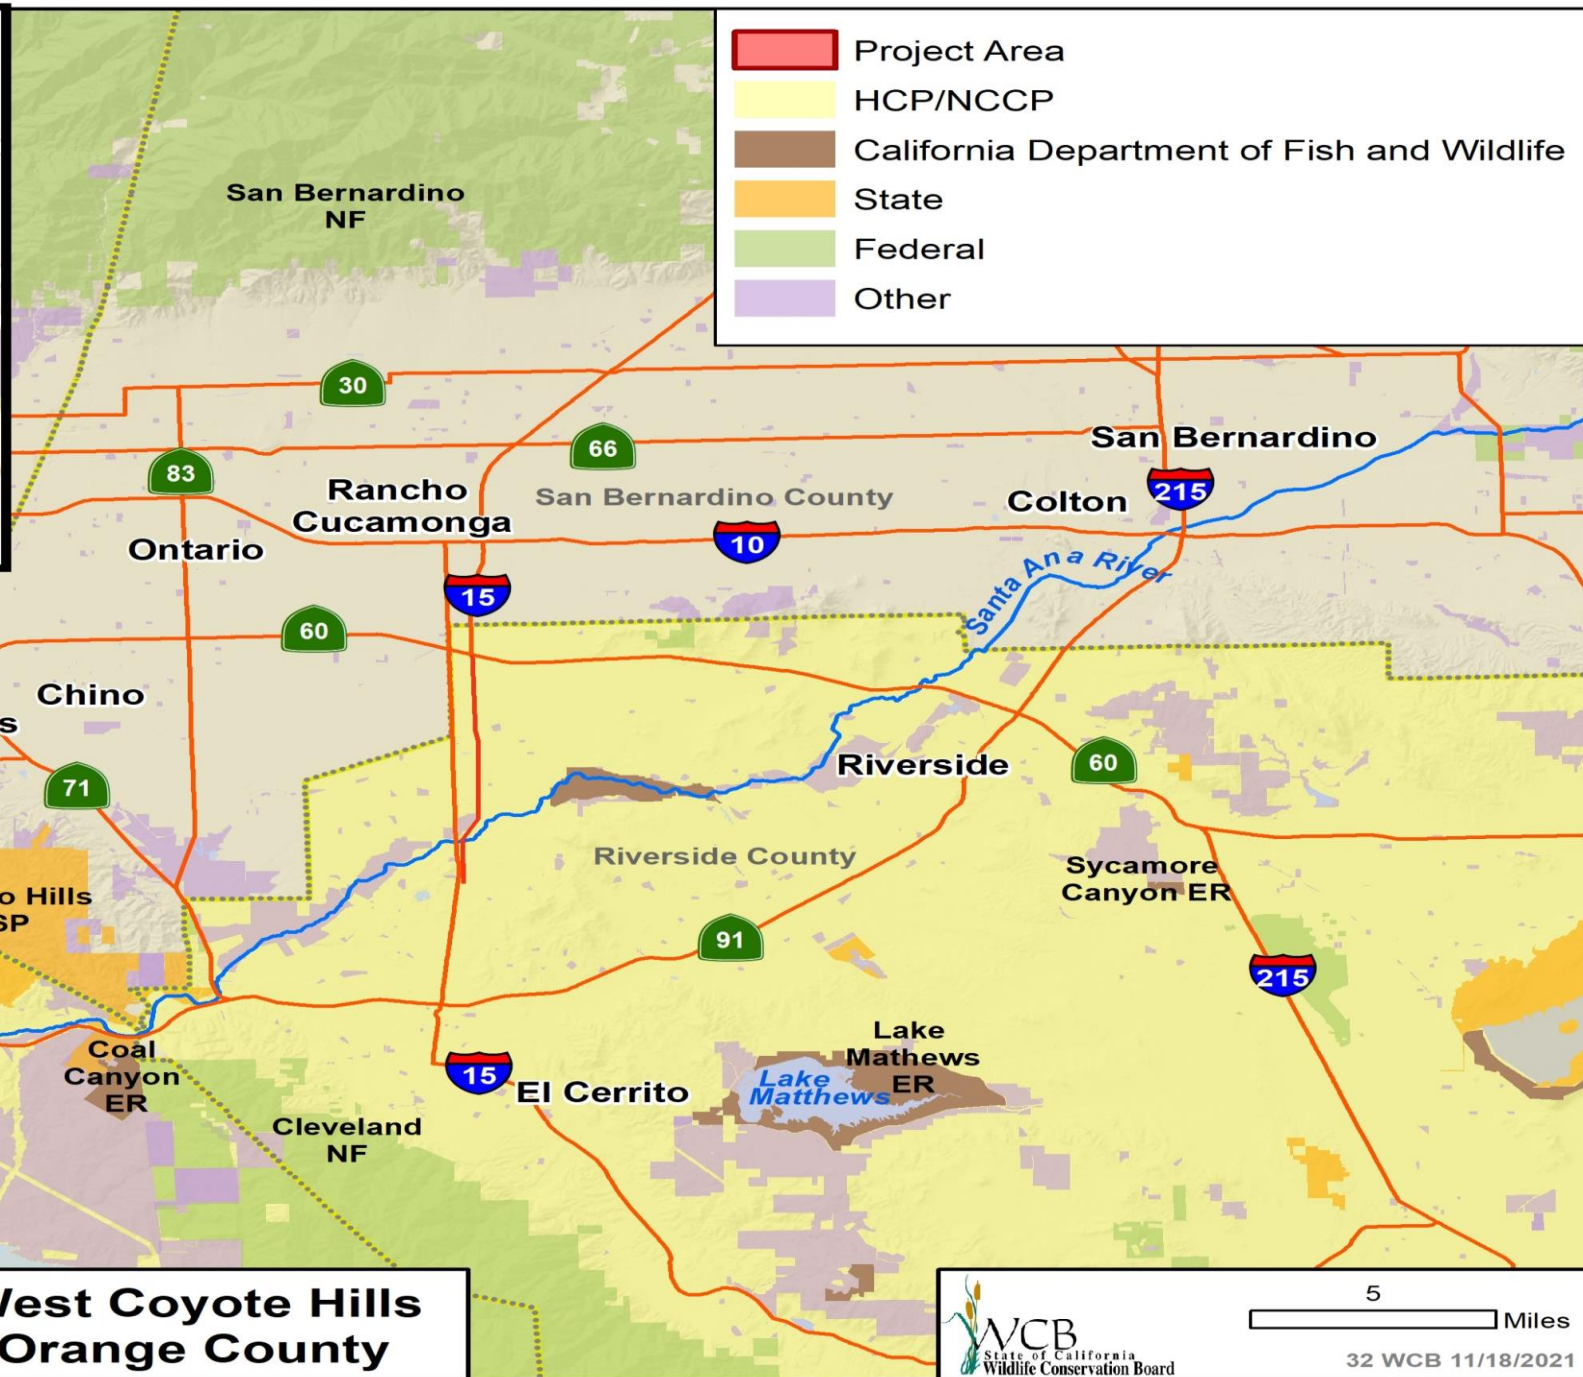 Project Area
HCP/NCCP
California Department of Fish and Wildlife
State
Federal
Other
San Bernardino
NF
30
66
83
San Bernardino
Rancho
Cucamonga
San Bernardino County
Colton
215
Ontario
10
15
Santa Ana River
60
Chino
s
71
Riverside
60
Riverside County
Sycamore
Canyon ER
o Hills
SP
91
215
Coal
Canyon
ER
Lake
Mathews
ER
Lake
Matthews
15
El Cerrito
Cleveland
NF
West Coyote Hills
Orange County
WCB
State of California
Wildlife Conservation Board
5
Miles
32 WCB 11/18/2021